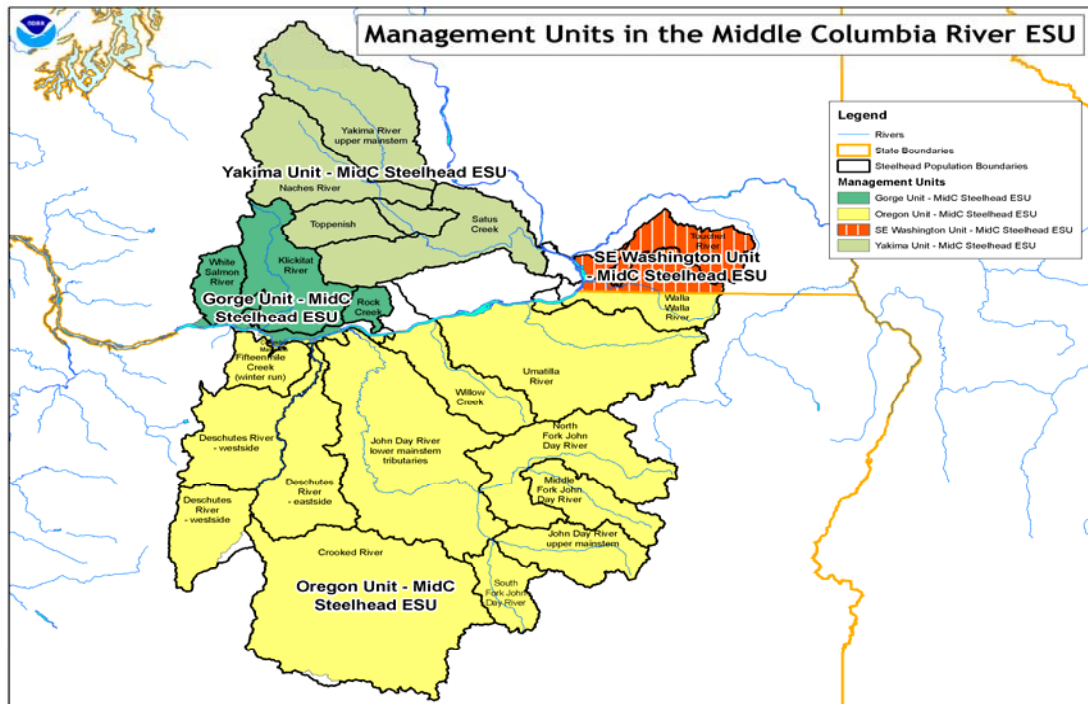 NOAA
Management Units in the Middle Columbia River ESU
Legend
Rivers
State Boundaries
Steelhead Population Boundaries
Management Units
Gorge Unit - MidC Steelhead ESU
Oregon Unit - MidC Steelhead ESU
SE Washington Unit - MidC Steelhead ESU
Yakima Unit - MidC Steelhead ESU
Yakima River
upper mainstem
Yakima Unit - MidC Steelhead ESU
Naches River
Toppenish
Satus
Creek
Touchet
River
SE Washington Unit
- MidC Steelhead
ESU
White
Salmon
River
Klickitat
River
Gorge Unit - MidC
Steelhead ESU
Rock
Creek
Walla
Walla
River
Fifteenmile
Creek
(winter run)
Umatilla
River
Willow
Creek
Deschutes River
- westside
John Day River
lower mainstem
tributaries
North
Fork John
Day River
Deschutes
River
- eastside
Middle
Fork John
Day River
Deschutes
River
- westside
John Day River
upper mainstem
Crooked River
Oregon Unit - MidC
Steelhead ESU
South
Fork John
Day River